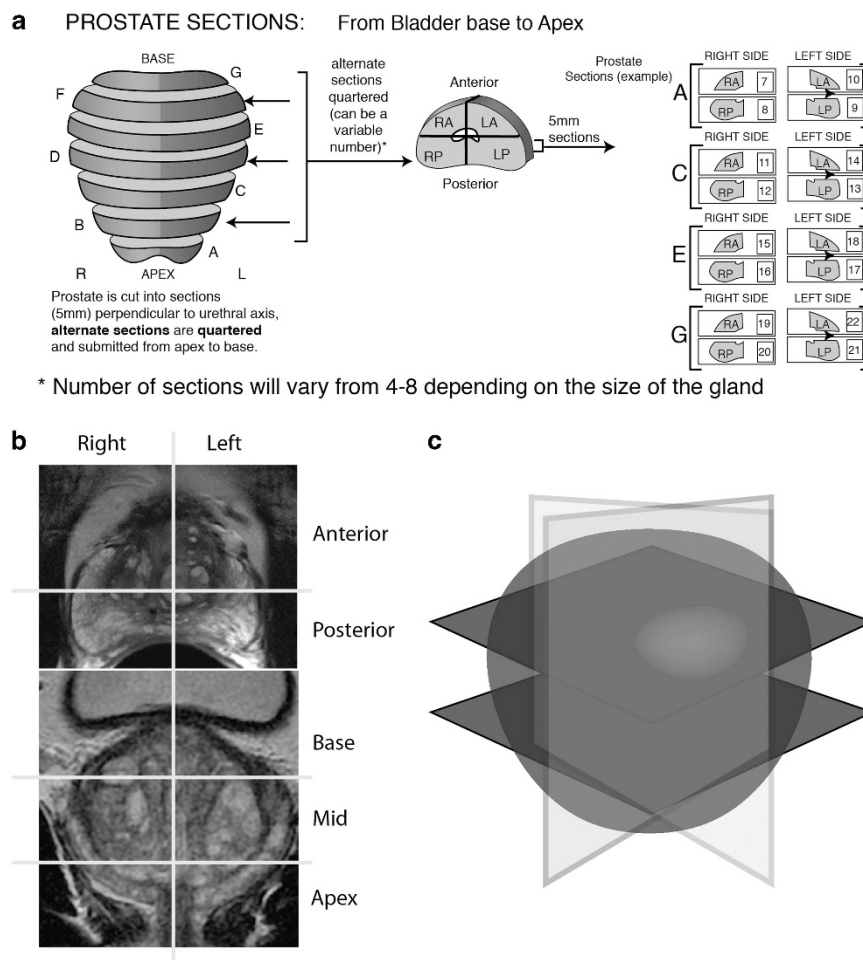 a PROSTATE SECTIONS: From Bladder base to Apex
BASE
G
F
E
D
C
B
A
R APEX L
Prostate is cut into sections
(5mm) perpendicular to urethral axis,
alternate sections are quartered
and submitted from apex to base.
alternate
sections
quartered
(can be a
variable
number)*
Anterior
RA LA
RP LP
Posterior
5mm
sections
Prostate
Sections (example)
RIGHT SIDE LEFT SIDE
A
RA 7 LA 10
RP 8 LP 9
RIGHT SIDE LEFT SIDE
C
RA 11 LA 14
RP 12 LP 13
RIGHT SIDE LEFT SIDE
E
RA 15 LA 18
RP 16 LP 17
RIGHT SIDE LEFT SIDE
G
RA 19 LA 22
RP 20 LP 21
* Number of sections will vary from 4-8 depending on the size of the gland
b Right Left
Anterior
Posterior
Base
Mid
Apex
c